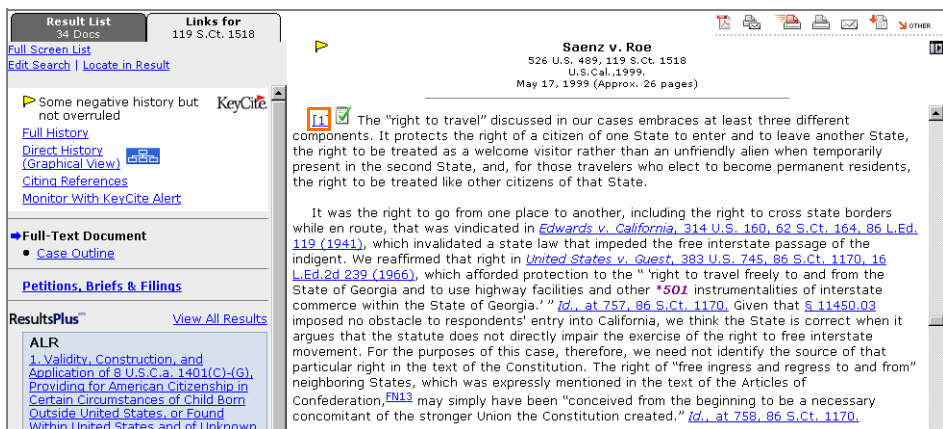 Result List
34 Docs
Links for
119 S.Ct. 1518
OTHER
Full Screen List
Edit Search | Locate in Result
Some negative history but
not overruled
KeyCite
Full History
Direct History
(Graphical View)
Citing References
Monitor With KeyCite Alert
Full-Text Document
Case Outline
Petitions, Briefs & Filings
ResultsPlus™
View All Results
ALR
1. Validity, Construction, and
Application of 8 U.S.C.a. 1401(C)-(G),
Providing for American Citizenship in
Certain Circumstances of Child Born
Outside United States, or Found
Within United States and of Unknown
Saenz v. Roe
526 U.S. 489, 119 S.Ct. 1518
U.S.Cal.,1999.
May 17, 1999 (Approx. 26 pages)
[1] The “right to travel” discussed in our cases embraces at least three different
components. It protects the right of a citizen of one State to enter and to leave another State,
the right to be treated as a welcome visitor rather than an unfriendly alien when temporarily
present in the second State, and, for those travelers who elect to become permanent residents,
the right to be treated like other citizens of that State.
It was the right to go from one place to another, including the right to cross state borders
while en route, that was vindicated in Edwards v. California, 314 U.S. 160, 62 S.Ct. 164, 86 L.Ed.
119 (1941), which invalidated a state law that impeded the free interstate passage of the
indigent. We reaffirmed that right in United States v. Guest, 383 U.S. 745, 86 S.Ct. 1170, 16
L.Ed.2d 239 (1966), which afforded protection to the “ 'right to travel freely to and from the
State of Georgia and to use highway facilities and other *501 instrumentalities of interstate
commerce within the State of Georgia.' ” Id., at 757, 86 S.Ct. 1170. Given that § 11450.03
imposed no obstacle to respondents' entry into California, we think the State is correct when it
argues that the statute does not directly impair the exercise of the right to free interstate
movement. For the purposes of this case, therefore, we need not identify the source of that
particular right in the text of the Constitution. The right of “free ingress and regress to and from”
neighboring States, which was expressly mentioned in the text of the Articles of
Confederation,FN13 may simply have been “conceived from the beginning to be a necessary
concomitant of the stronger Union the Constitution created.” Id., at 758, 86 S.Ct. 1170.